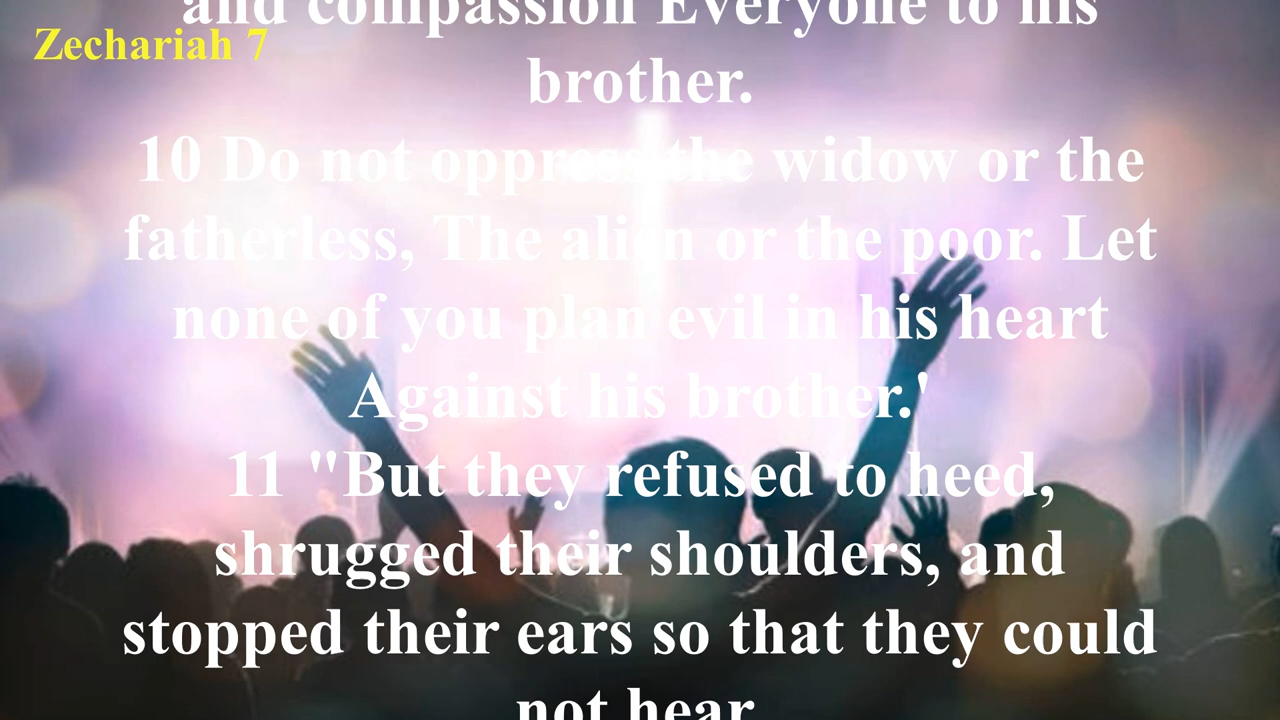 and compassion Everyone to his
Zechariah 7
brother.
10 Do not oppress the widow or the
fatherless, The alien or the poor. Let
none of you plan evil in his heart
Against his brother.'
11 "But they refused to heed,
shrugged their shoulders, and
stopped their ears so that they could
not hear